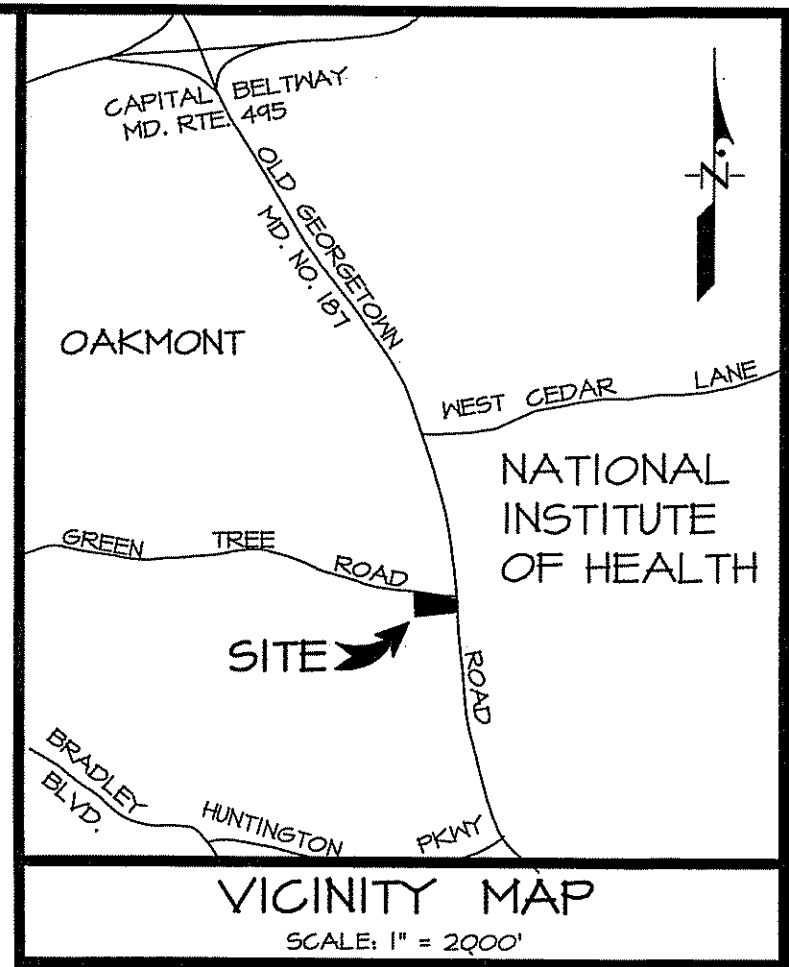 CAPITAL BELTWAY
MD. RTE. 495
OLD GEORGETOWN
MD. NO. 187
N
OAKMONT
WEST CEDAR LANE
NATIONAL
INSTITUTE
OF HEALTH
GREEN TREE ROAD
SITE
ROAD
BRADLEY
BLVD.
HUNTINGTON PKWY
VICINITY MAP
SCALE: 1" = 2000'